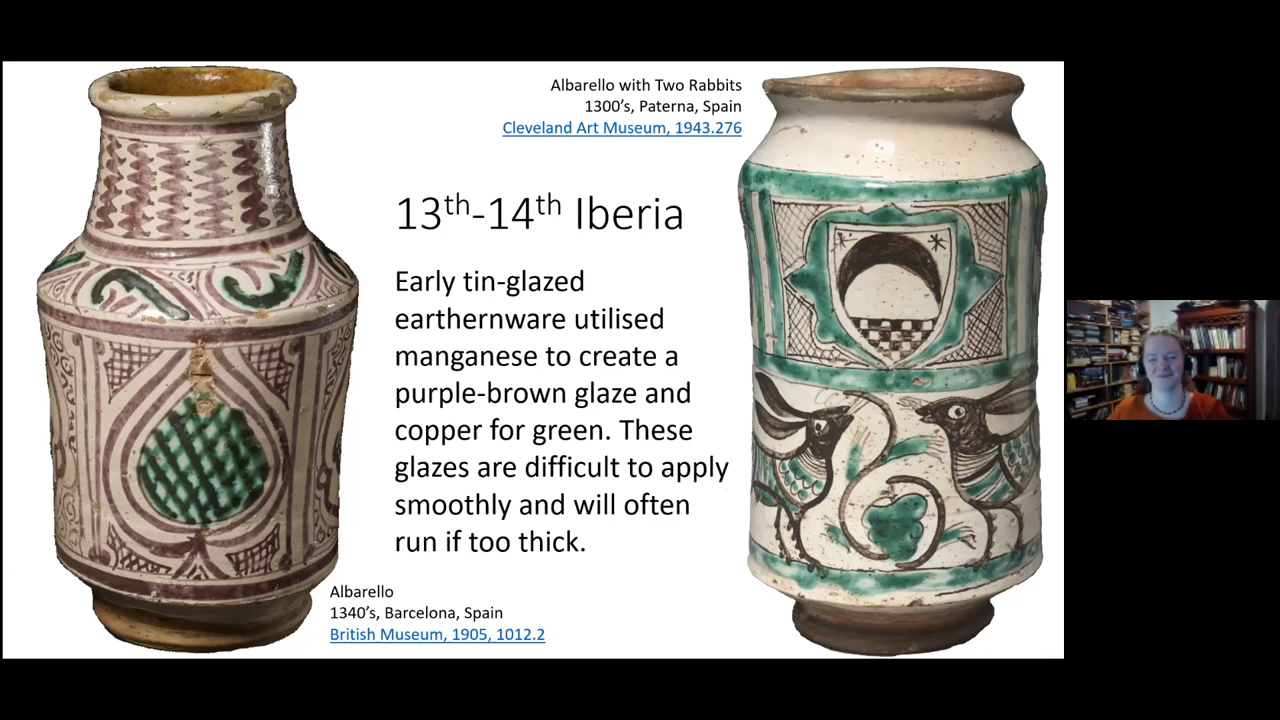 Albarello with Two Rabbits
1300's, Paterna, Spain
Cleveland Art Museum, 1943.276
13th-14th Iberia
Early tin-glazed
earthernware utilised
manganese to create a
purple-brown glaze and
copper for green. These
glazes are difficult to apply
smoothly and will often
run if too thick.
Albarello
1340's, Barcelona, Spain
British Museum, 1905, 1012.2